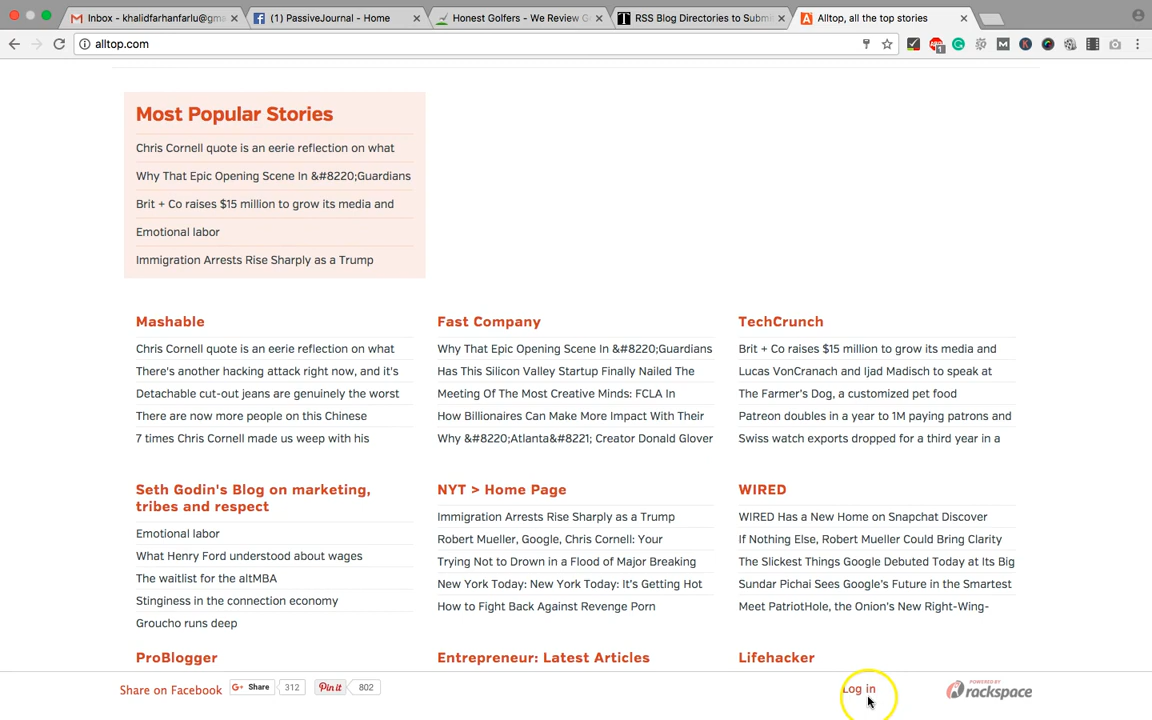 Inbox - khalidfarhanfarlu@gma
(1) PassiveJournal - Home
Honest Golfers - We Review G
RSS Blog Directories to Submi
Alltop, all the top stories
alltop.com
Most Popular Stories
Chris Cornell quote is an eerie reflection on what
Why That Epic Opening Scene In &#8220;Guardians
Brit + Co raises $15 million to grow its media and
Emotional labor
Immigration Arrests Rise Sharply as a Trump
Mashable
Chris Cornell quote is an eerie reflection on what
There's another hacking attack right now, and it's
Detachable cut-out jeans are genuinely the worst
There are now more people on this Chinese
7 times Chris Cornell made us weep with his
Fast Company
Why That Epic Opening Scene In &#8220;Guardians
Has This Silicon Valley Startup Finally Nailed The
Meeting Of The Most Creative Minds: FCLA In
How Billionaires Can Make More Impact With Their
Why &#8220;Atlanta&#8221; Creator Donald Glover
TechCrunch
Brit + Co raises $15 million to grow its media and
Lucas VonCranach and Ijad Madisch to speak at
The Farmer's Dog, a customized pet food
Patreon doubles in a year to 1M paying patrons and
Swiss watch exports dropped for a third year in a
Seth Godin's Blog on marketing,
tribes and respect
Emotional labor
What Henry Ford understood about wages
The waitlist for the altMBA
Stinginess in the connection economy
Groucho runs deep
NYT > Home Page
Immigration Arrests Rise Sharply as a Trump
Robert Mueller, Google, Chris Cornell: Your
Trying Not to Drown in a Flood of Major Breaking
New York Today: New York Today: It's Getting Hot
How to Fight Back Against Revenge Porn
WIRED
WIRED Has a New Home on Snapchat Discover
If Nothing Else, Robert Mueller Could Bring Clarity
The Slickest Things Google Debuted Today at Its Big
Sundar Pichai Sees Google's Future in the Smartest
Meet PatriotHole, the Onion's New Right-Wing-
ProBlogger
Entrepreneur: Latest Articles
Lifehacker
Share on Facebook
G+ Share 312
Pin it 802
Log in
POWERED BY
rackspace